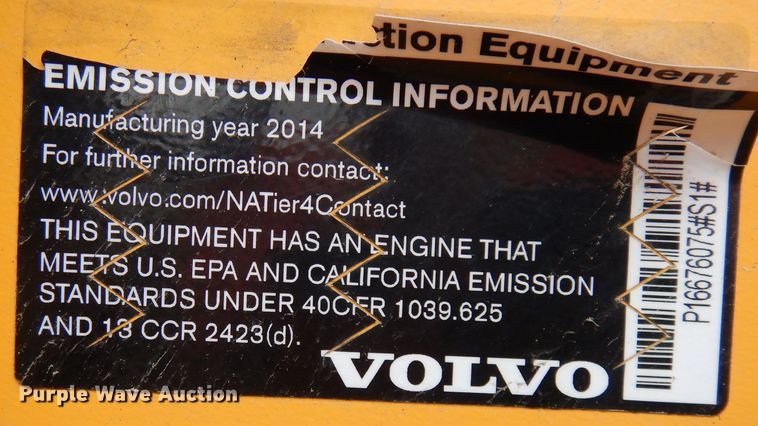 Equipment
EMISSION CONTROL INFORMATION
Manufacturing year 2014
For further information contact:
www.volvo.com/NATier4Contact
THIS EQUIPMENT HAS AN ENGINE THAT
MEETS U.S. EPA AND CALIFORNIA EMISSION
STANDARDS UNDER 40CFR 1039.625
AND 13 CCR 2423(d).
VOLVO
P16676075#S1#
Purple Wave Auction